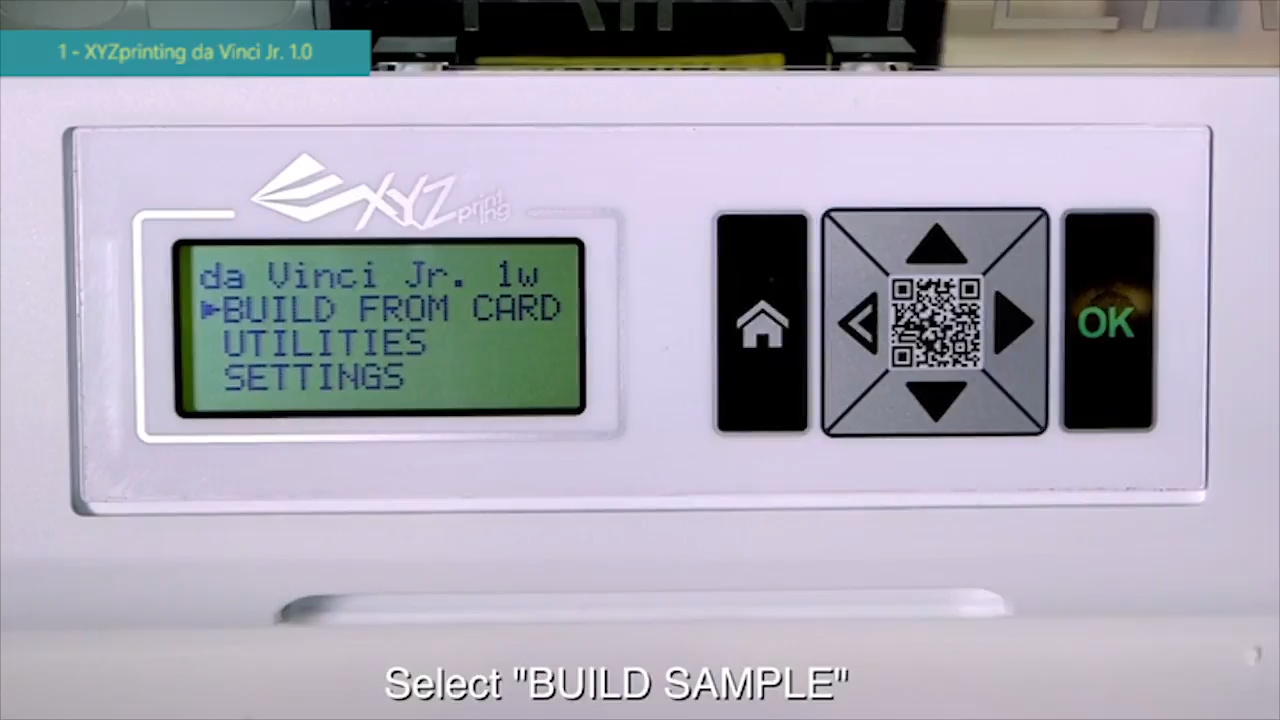 1 - XYZprinting da Vinci Jr. 1.0
XYZprinting
da Vinci Jr. 1w
BUILD FROM CARD
UTILITIES
SETTINGS
OK
Select "BUILD SAMPLE"